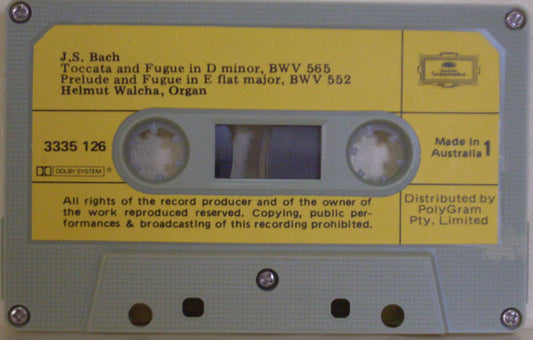 J.S. Bach
Toccata and Fugue in D minor, BWV 565
Prelude and Fugue in E flat major, BWV 552
Helmut Walcha, Organ
3335 126
DOLBY SYSTEM ®
Made in
Australia 1
All rights of the record producer and of the owner of
the work reproduced reserved. Copying, public per-
formances & broadcasting of this recording prohibited.
Distributed by
PolyGram
Pty. Limited